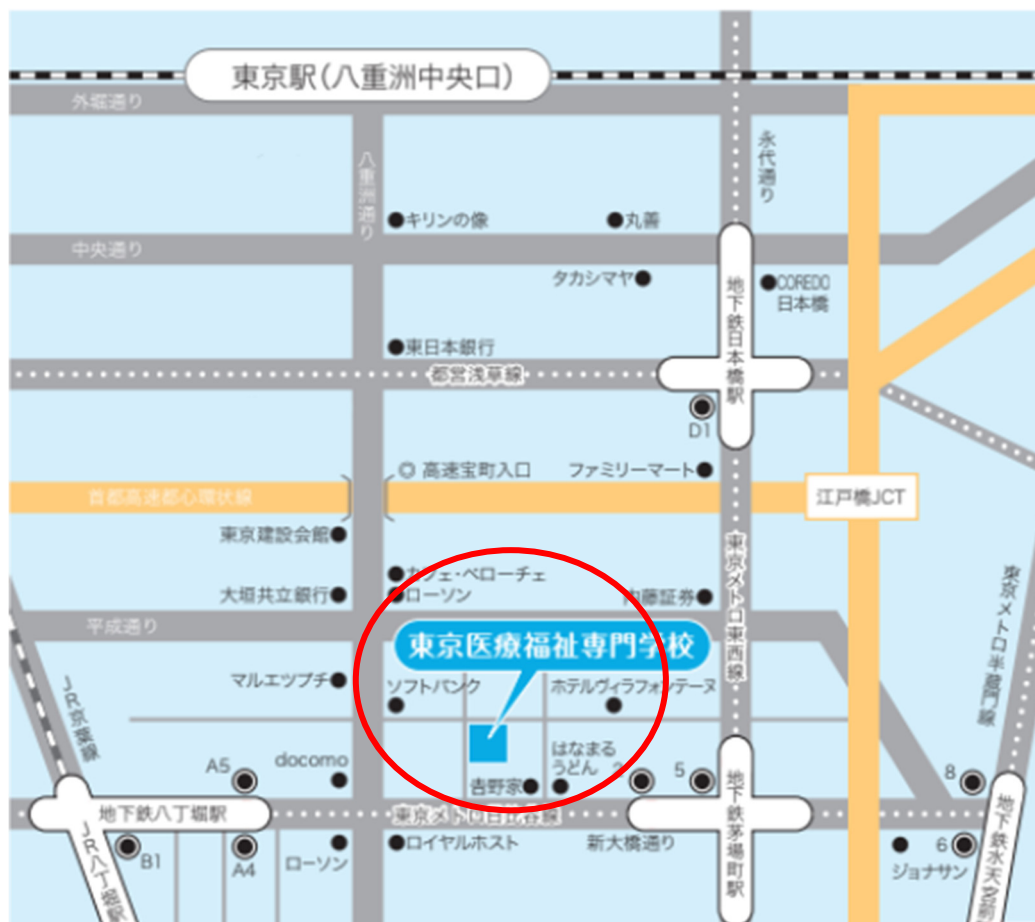 東京駅(八重洲中央口)
外堀通り
八重洲通り
永代通り
キリンの像
丸善
中央通り
タカシマヤ
地下鉄日本橋駅
COREDO
日本橋
東日本銀行
都営浅草線
D1
高速宝町入口
ファミリーマート
首都高速都心環状線
江戸橋JCT
東京建設会館
東京メトロ東西線
カフェ・ベローチェ
大垣共立銀行
ローソン
内藤証券
東京メトロ半蔵門線
平成通り
東京医療福祉専門学校
マルエツプチ
ソフトバンク
ホテルヴィラフォンテーヌ
JR京葉線
はなまる
うどん
docomo
A5
吉野家
5
8
地下鉄八丁堀駅
東京メトロ日比谷線
地下鉄茅場町駅
JR八丁堀駅
B1
A4
ローソン
ロイヤルホスト
新大橋通り
6
ジョナサン